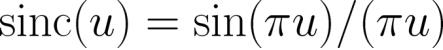 sinc(u) = sin(πu)/(πu)